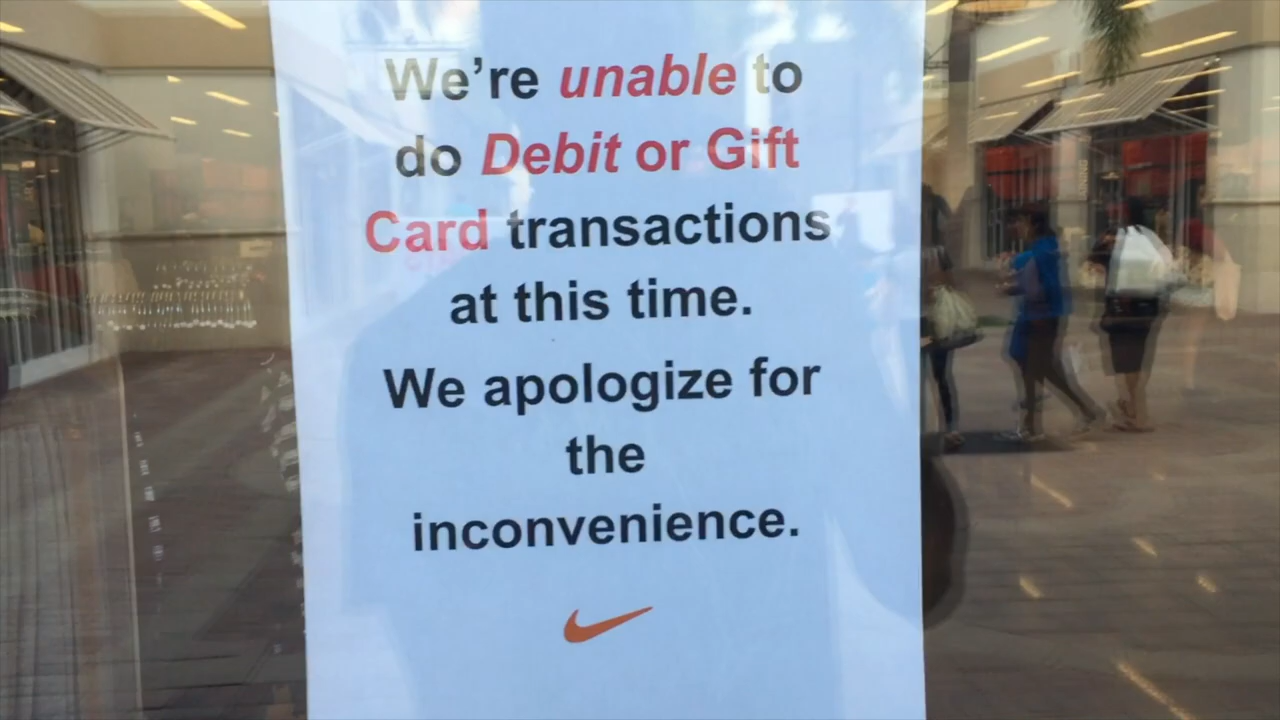 We're unable to
do Debit or Gift
Card transactions
at this time.
We apologize for
the
inconvenience.